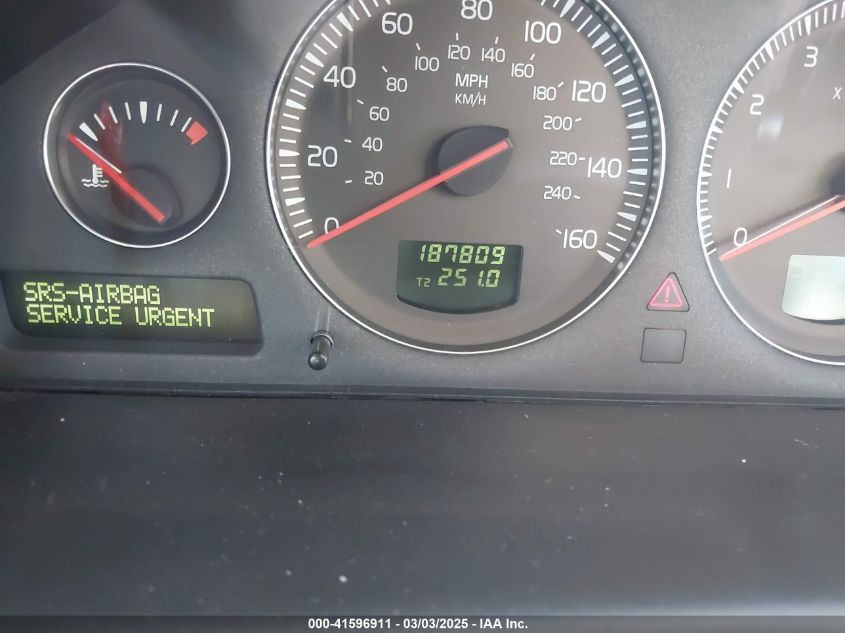 60 80 100
40 120
20 140
0 160
100 120 140 160
80 180
60 200
40 220
20 240
MPH
KM/H
187809
T2 251.0
SRS-AIRBAG
SERVICE URGENT
3
2 X
1
0
000-41596911 - 03/03/2025 - IAA Inc.